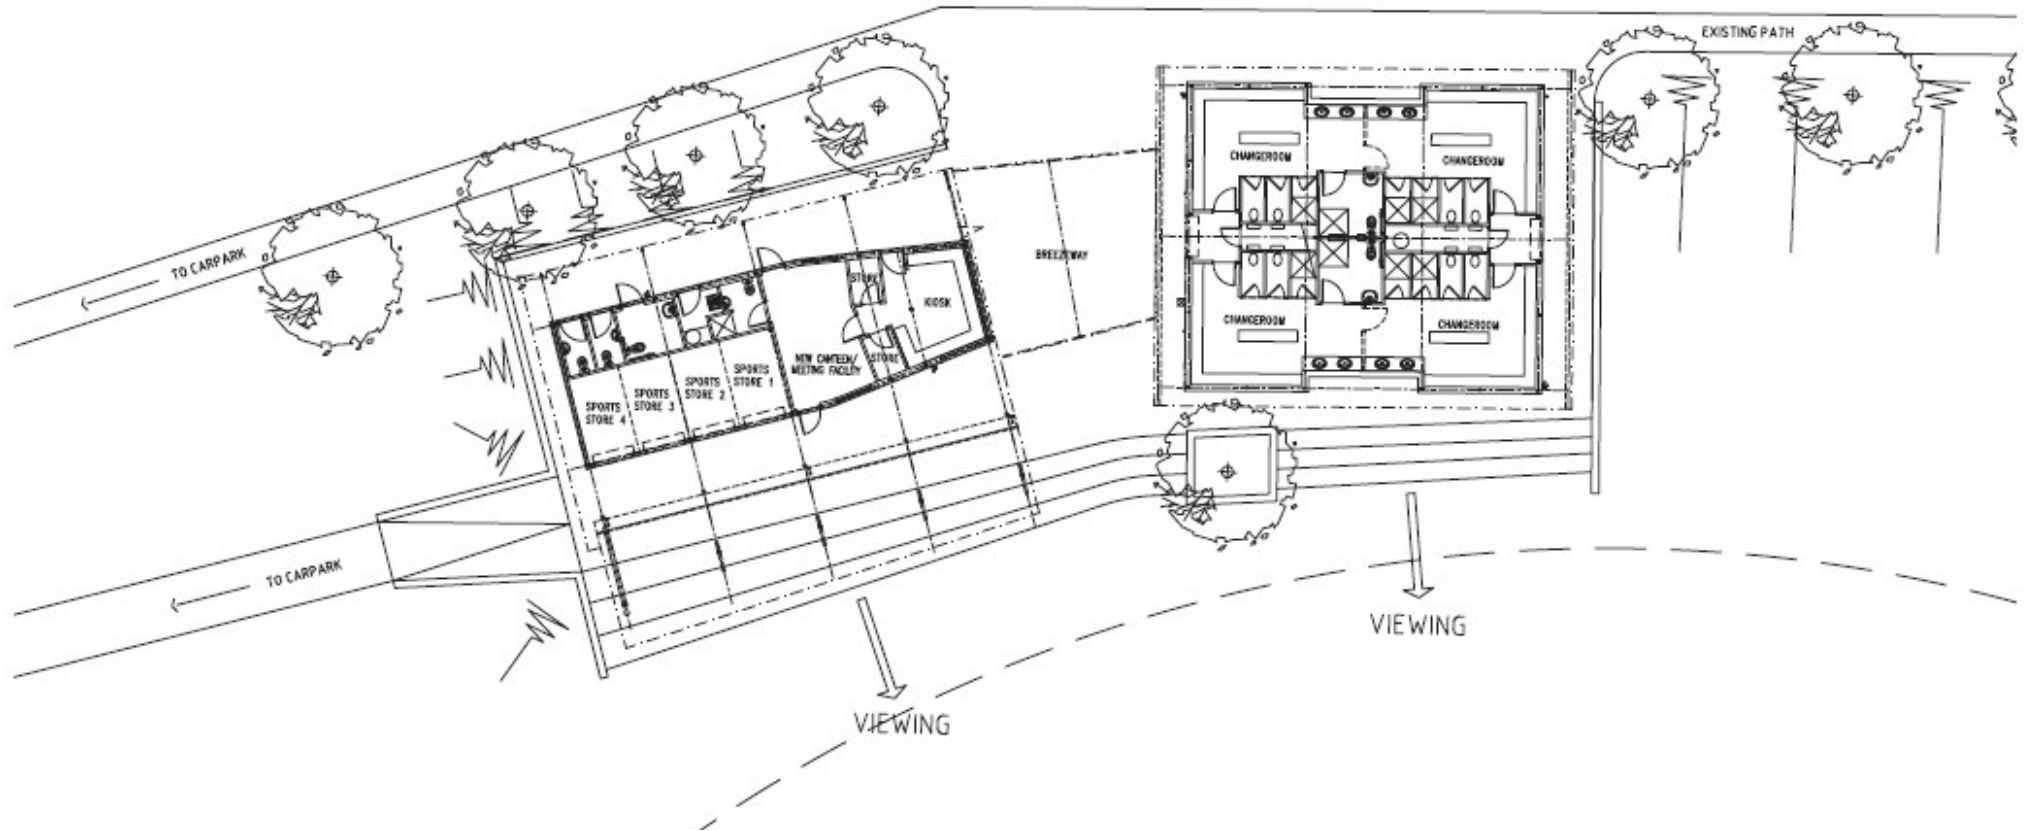 EXISTING PATH
TO CARPARK
CHANGEROOM
CHANGEROOM
BREEZEWAY
STORE
KIOSK
CHANGEROOM
CHANGEROOM
NEW CANTEEN/
MEETING FACILITY
STORE
SPORTS
STORE 1
SPORTS
STORE 2
SPORTS
STORE 3
SPORTS
STORE 4
TO CARPARK
VIEWING
VIEWING